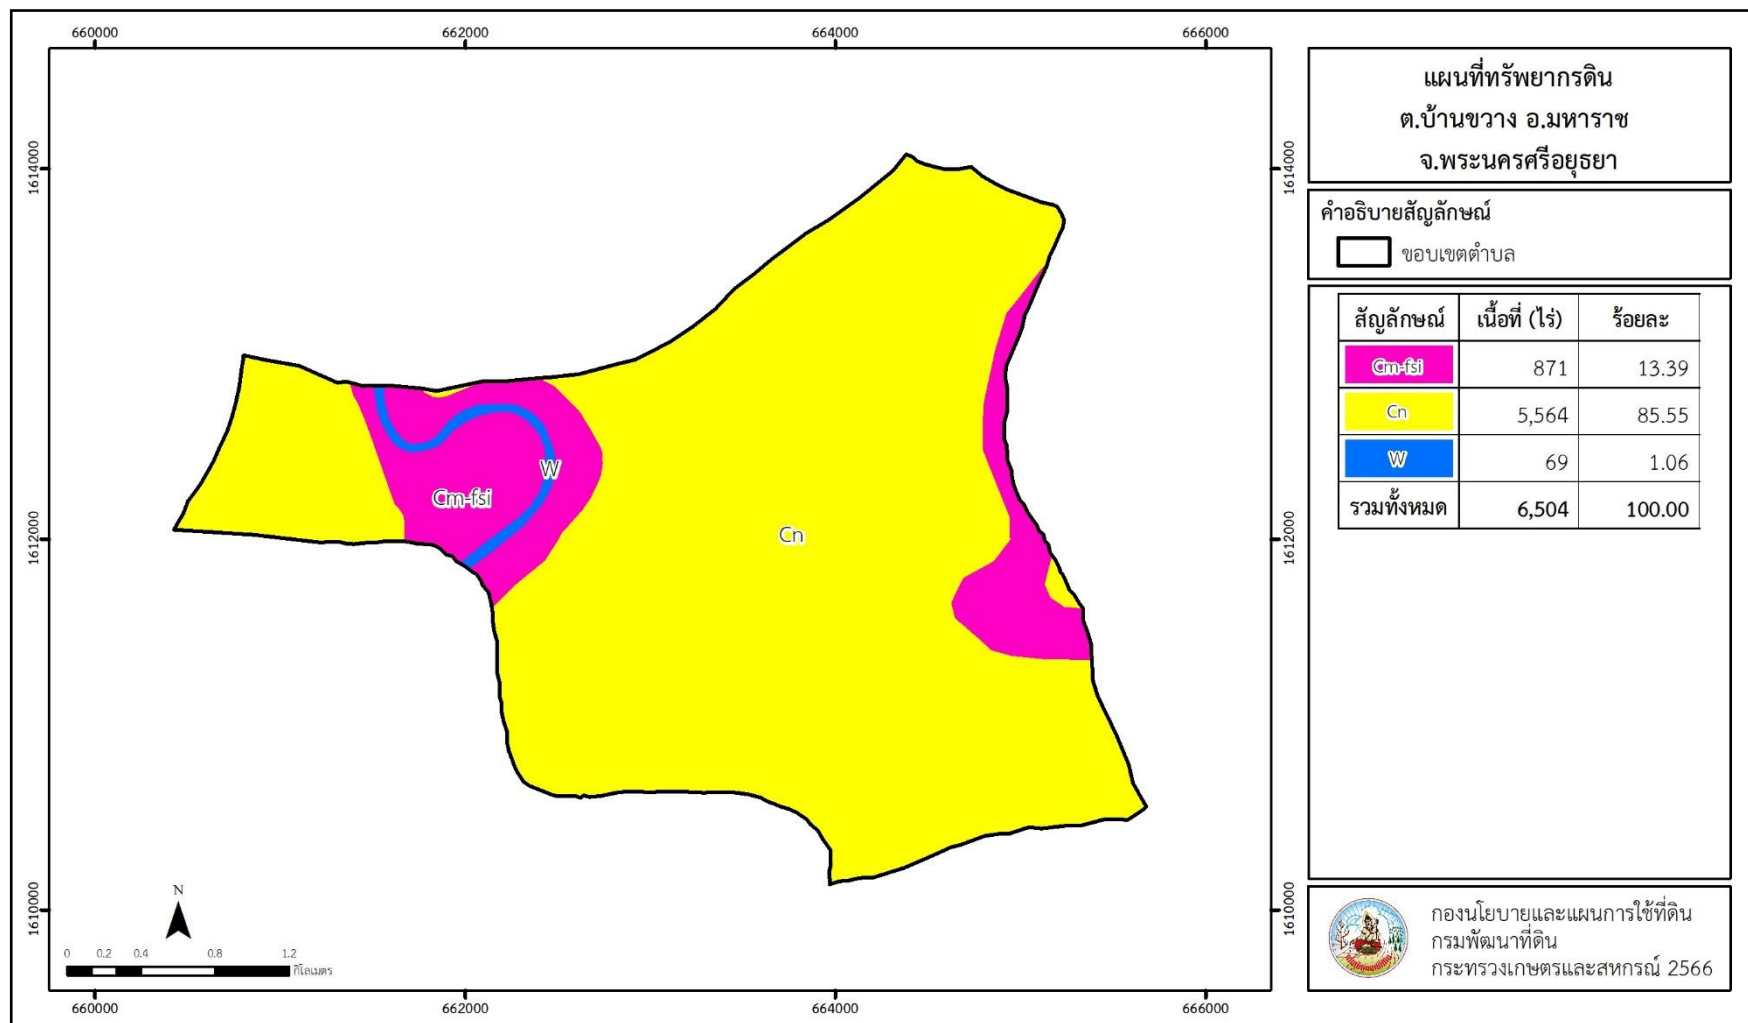 660000
662000
664000
666000
1614000
1614000
1612000
1612000
1610000
1610000
Cm-fsi
W
Cn
N
0 0.2 0.4 0.8 1.2
กิโลเมตร
660000
662000
664000
666000
แผนที่ทรัพยากรดิน
ต.บ้านขวาง อ.มหาราช
จ.พระนครศรีอยุธยา
คำอธิบายสัญลักษณ์
ขอบเขตตำบล
สัญลักษณ์ เนื้อที่ (ไร่) ร้อยละ
Cm-fsi 871 13.39
Cn 5,564 85.55
W 69 1.06
รวมทั้งหมด 6,504 100.00
กองนโยบายและแผนการใช้ที่ดิน
กรมพัฒนาที่ดิน
กระทรวงเกษตรและสหกรณ์ 2566